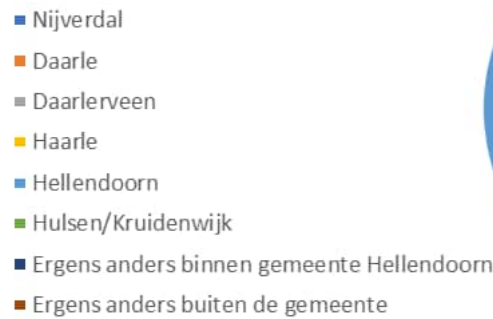 Nijverdal
Daarle
Daarlerveen
Haarle
Hellendoorn
Hulsen/Kruidenwijk
Ergens anders binnen gemeente Hellendoorn
Ergens anders buiten de gemeente